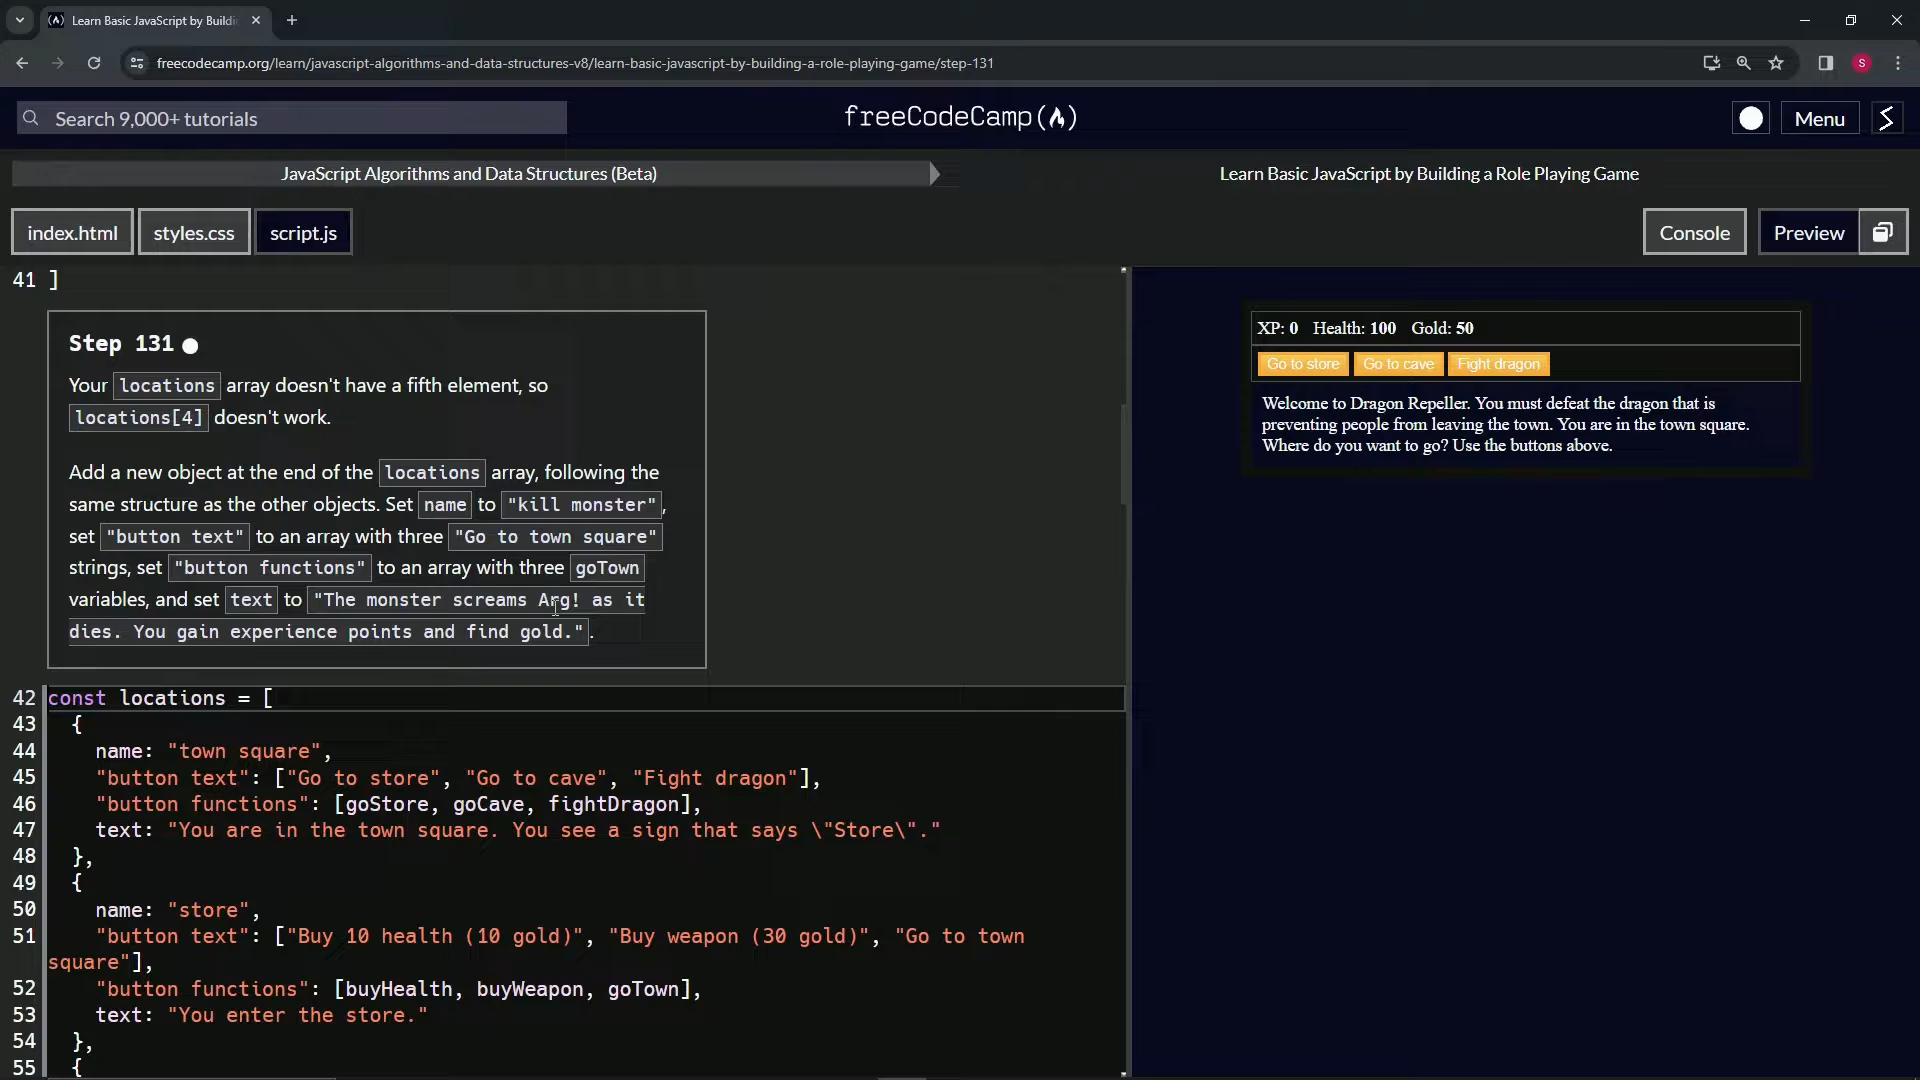 Learn Basic JavaScript by Buildi
freecodecamp.org/learn/javascript-algorithms-and-data-structures-v8/learn-basic-javascript-by-building-a-role-playing-game/step-131
S
Search 9,000+ tutorials
freeCodeCamp(🔥)
Menu
JavaScript Algorithms and Data Structures (Beta)
Learn Basic JavaScript by Building a Role Playing Game
index.html
styles.css
script.js
Console
Preview
41 ]
Step 131
Your locations array doesn't have a fifth element, so
locations[4] doesn't work.
Add a new object at the end of the locations array, following the
same structure as the other objects. Set name to "kill monster",
set "button text" to an array with three "Go to town square"
strings, set "button functions" to an array with three goTown
variables, and set text to "The monster screams Arg! as it
dies. You gain experience points and find gold.".
42 const locations = [
43 {
44 name: "town square",
45 "button text": ["Go to store", "Go to cave", "Fight dragon"],
46 "button functions": [goStore, goCave, fightDragon],
47 text: "You are in the town square. You see a sign that says \"Store\"."
48 },
49 {
50 name: "store",
51 "button text": ["Buy 10 health (10 gold)", "Buy weapon (30 gold)", "Go to town
square"],
52 "button functions": [buyHealth, buyWeapon, goTown],
53 text: "You enter the store."
54 },
55 {
XP: 0 Health: 100 Gold: 50
Go to store Go to cave Fight dragon
Welcome to Dragon Repeller. You must defeat the dragon that is
preventing people from leaving the town. You are in the town square.
Where do you want to go? Use the buttons above.